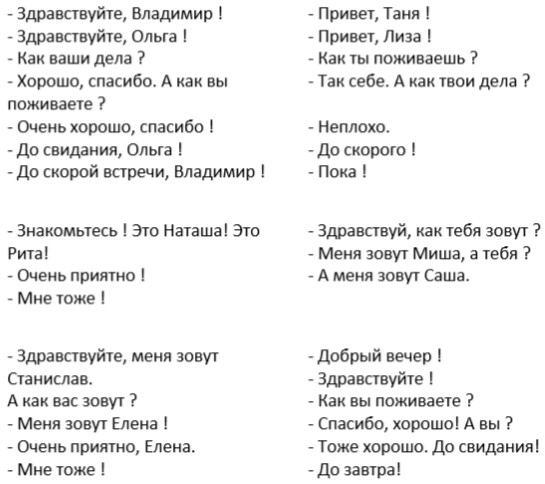 - Здравствуйте, Владимир !
- Здравствуйте, Ольга !
- Как ваши дела ?
- Хорошо, спасибо. А как вы
поживаете ?
- Очень хорошо, спасибо !
- До свидания, Ольга !
- До скорой встречи, Владимир !
- Привет, Таня !
- Привет, Лиза !
- Как ты поживаешь ?
- Так себе. А как твои дела ?
- Неплохо.
- До скорого !
- Пока !
- Знакомьтесь ! Это Наташа! Это
Рита!
- Очень приятно !
- Мне тоже !
- Здравствуй, как тебя зовут ?
- Меня зовут Миша, а тебя ?
- А меня зовут Саша.
- Здравствуйте, меня зовут
Станислав.
А как вас зовут ?
- Меня зовут Елена !
- Очень приятно, Елена.
- Мне тоже !
- Добрый вечер !
- Здравствуйте !
- Как вы поживаете ?
- Спасибо, хорошо! А вы ?
- Тоже хорошо. До свидания!
- До завтра!